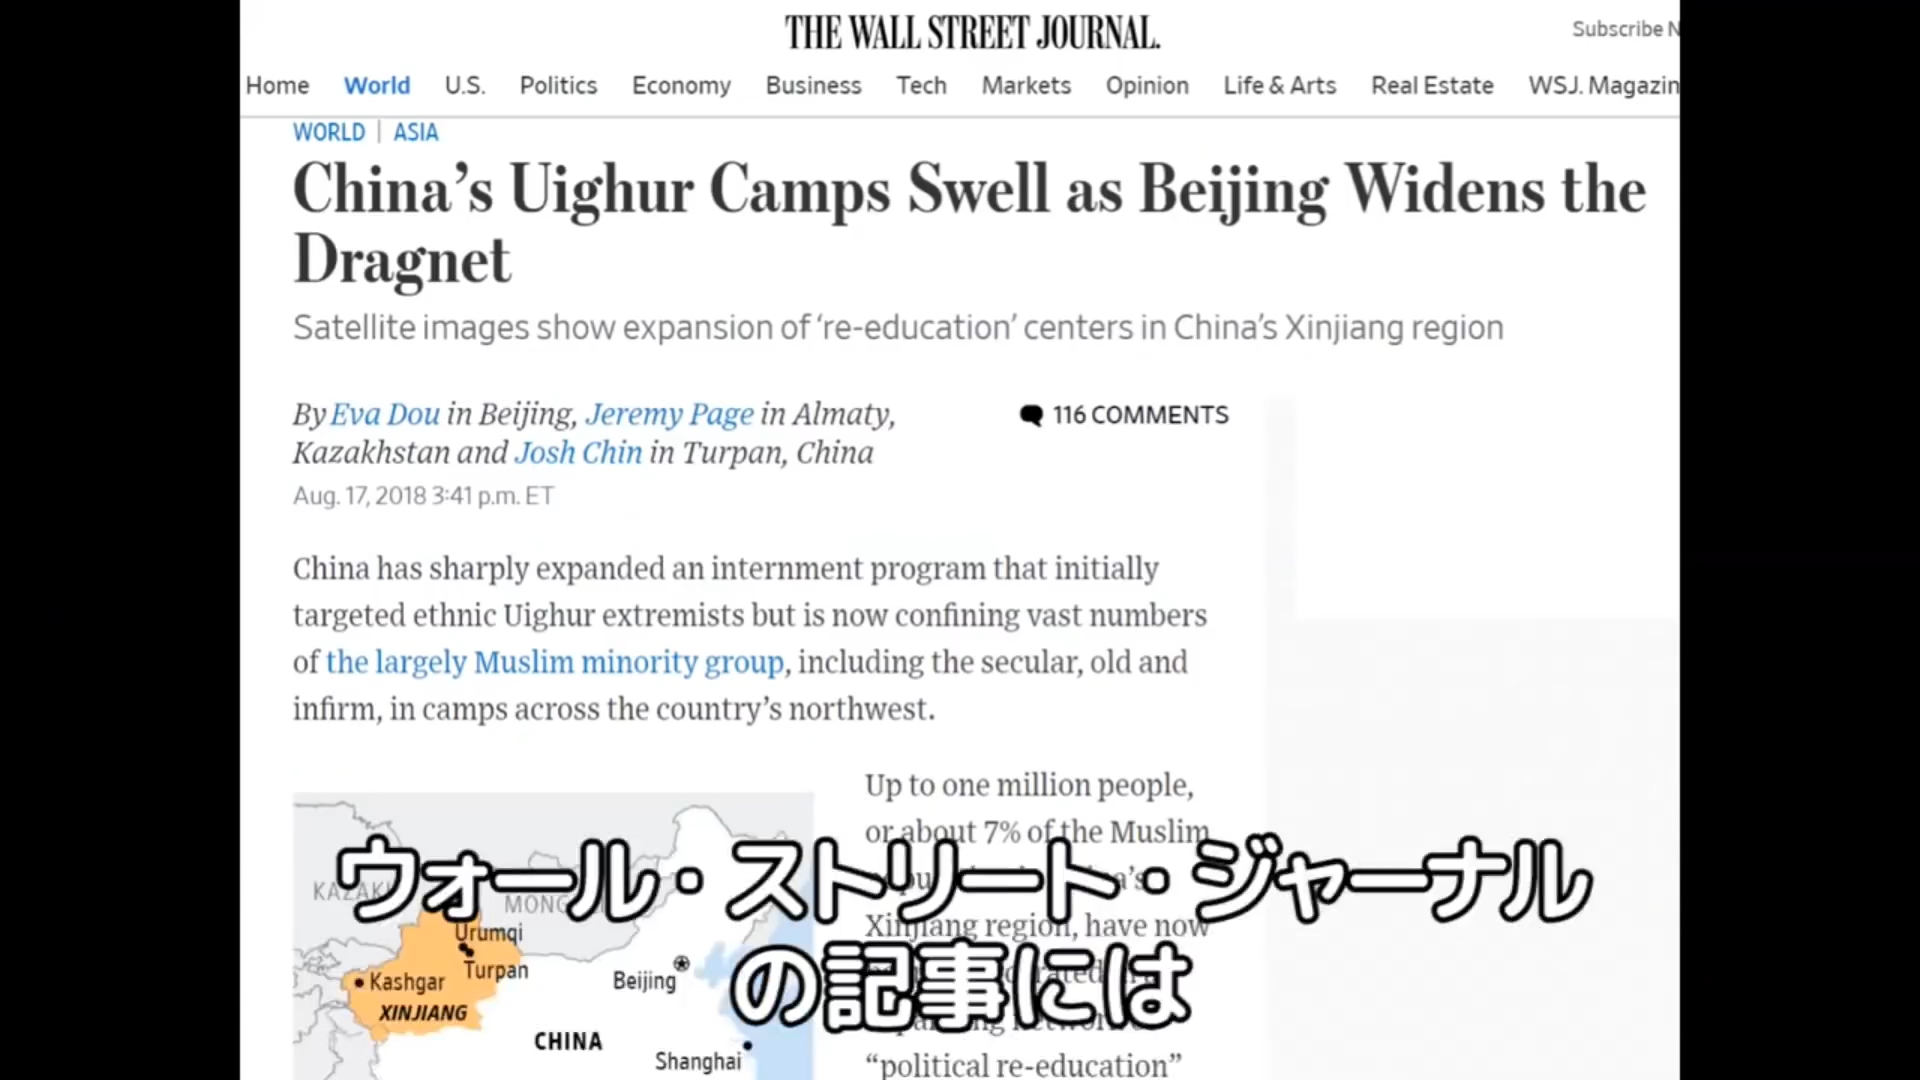 THE WALL STREET JOURNAL.
Subscribe N
Home World U.S. Politics Economy Business Tech Markets Opinion Life & Arts Real Estate WSJ. Magazin
WORLD | ASIA
China’s Uighur Camps Swell as Beijing Widens the
Dragnet
Satellite images show expansion of ‘re-education’ centers in China’s Xinjiang region
By Eva Dou in Beijing, Jeremy Page in Almaty,
Kazakhstan and Josh Chin in Turpan, China
Aug. 17, 2018 3:41 p.m. ET
116 COMMENTS
China has sharply expanded an internment program that initially
targeted ethnic Uighur extremists but is now confining vast numbers
of the largely Muslim minority group, including the secular, old and
infirm, in camps across the country’s northwest.
Up to one million people,
or about 7% of the Muslim
Xinjiang region, have now
“political re-education”
Urumqi
Turpan
Kashgar
XINJIANG
Beijing
CHINA
Shanghai
ウォール・ストリート・ジャーナル
の記事には